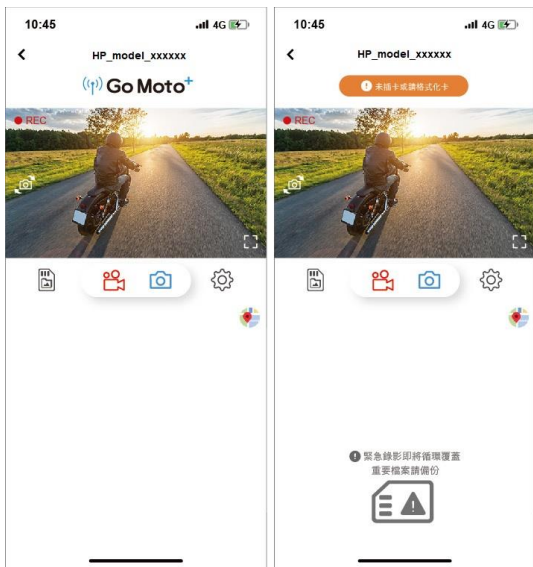 10:45
4G
HP_model_xxxxxx
Go Moto+
REC
10:45
4G
HP_model_xxxxxx
未插卡或請格式化卡
REC
緊急錄影即將循環覆蓋
重要檔案請備份